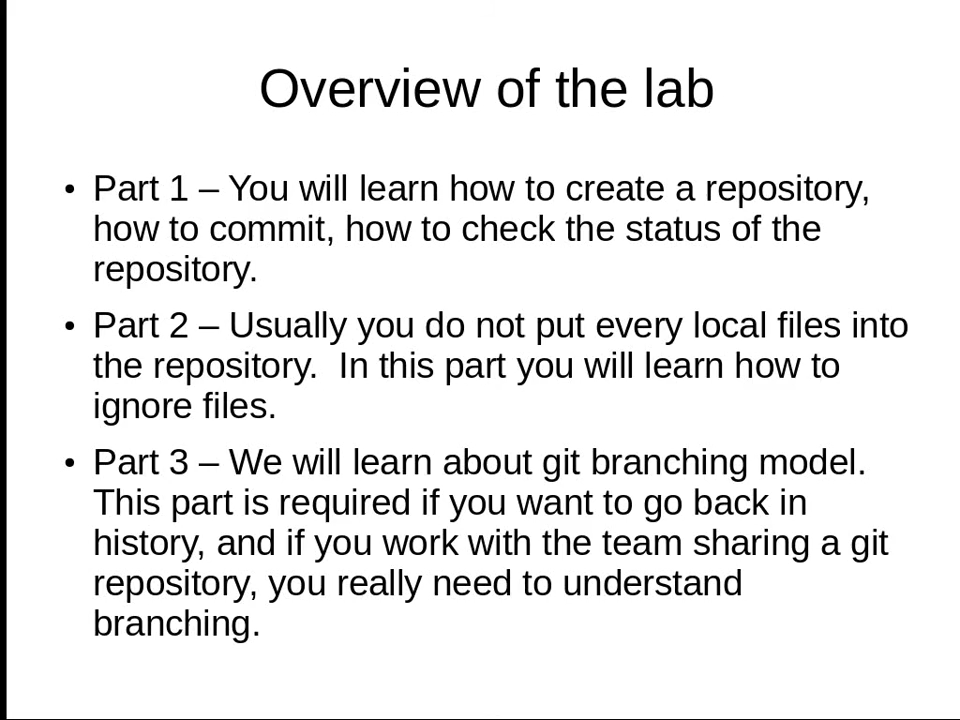 Overview of the lab
• Part 1 – You will learn how to create a repository,
how to commit, how to check the status of the
repository.
• Part 2 – Usually you do not put every local files into
the repository.  In this part you will learn how to
ignore files.
• Part 3 – We will learn about git branching model.
This part is required if you want to go back in
history, and if you work with the team sharing a git
repository, you really need to understand
branching.